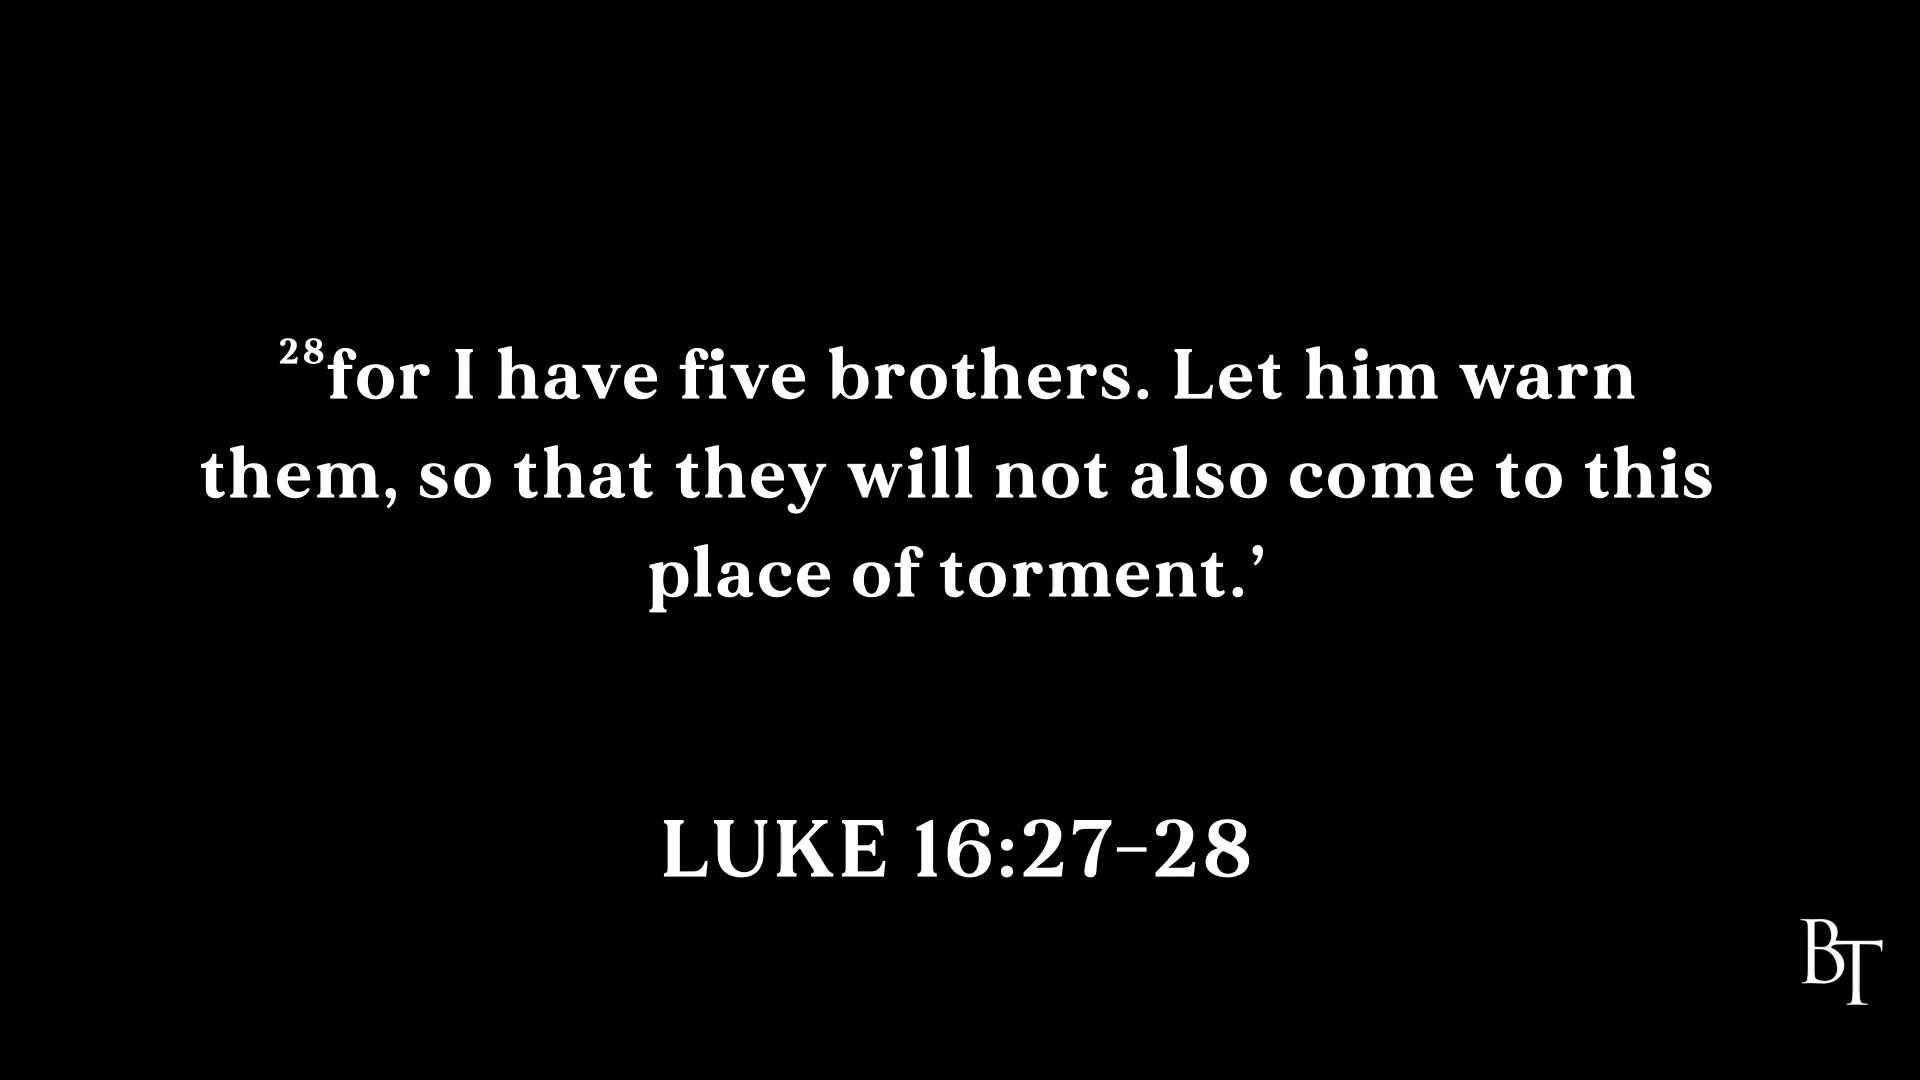 ²⁸for I have five brothers. Let him warn
them, so that they will not also come to this
place of torment.’
LUKE 16:27–28
BT